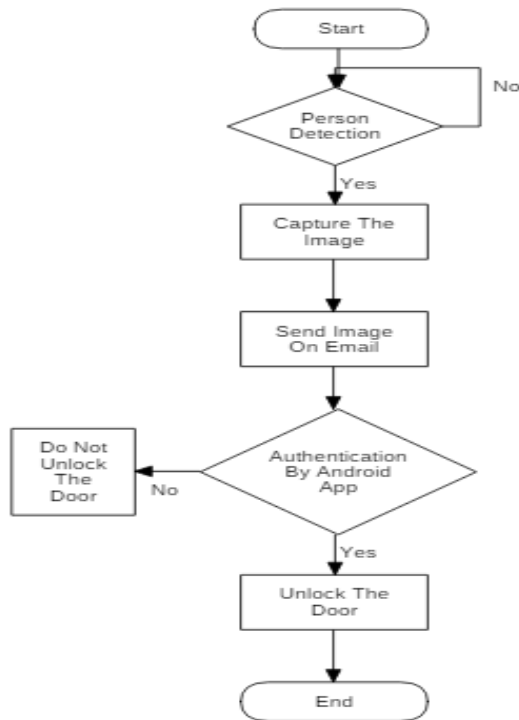 Start
No
Person
Detection
Yes
Capture The
Image
Send Image
On Email
Authentication
By Android
App
Do Not
Unlock
The
Door
No
Yes
Unlock The
Door
End